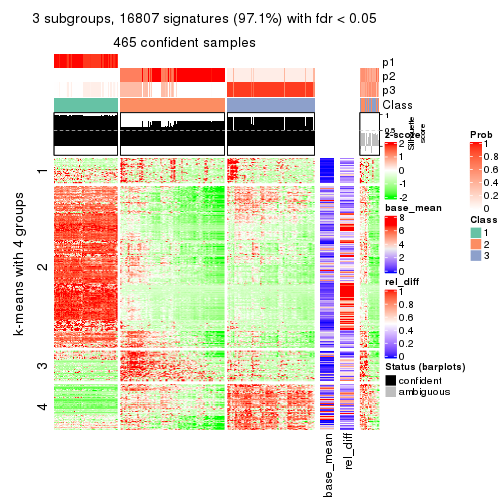 3 subgroups, 16807 signatures (97.1%) with fdr < 0.05
465 confident samples
p1
p2
p3
Class
1
0.5
0
Silhouette
score
k-means with 4 groups
1
2
3
4
base_mean
rel_diff
z-score
2
1
0
-1
-2
base_mean
8
6
4
2
0
rel_diff
1
0.8
0.6
0.4
0.2
0
Status (barplots)
confident
ambiguous
Prob
1
0.8
0.6
0.4
0.2
0
Class
1
2
3